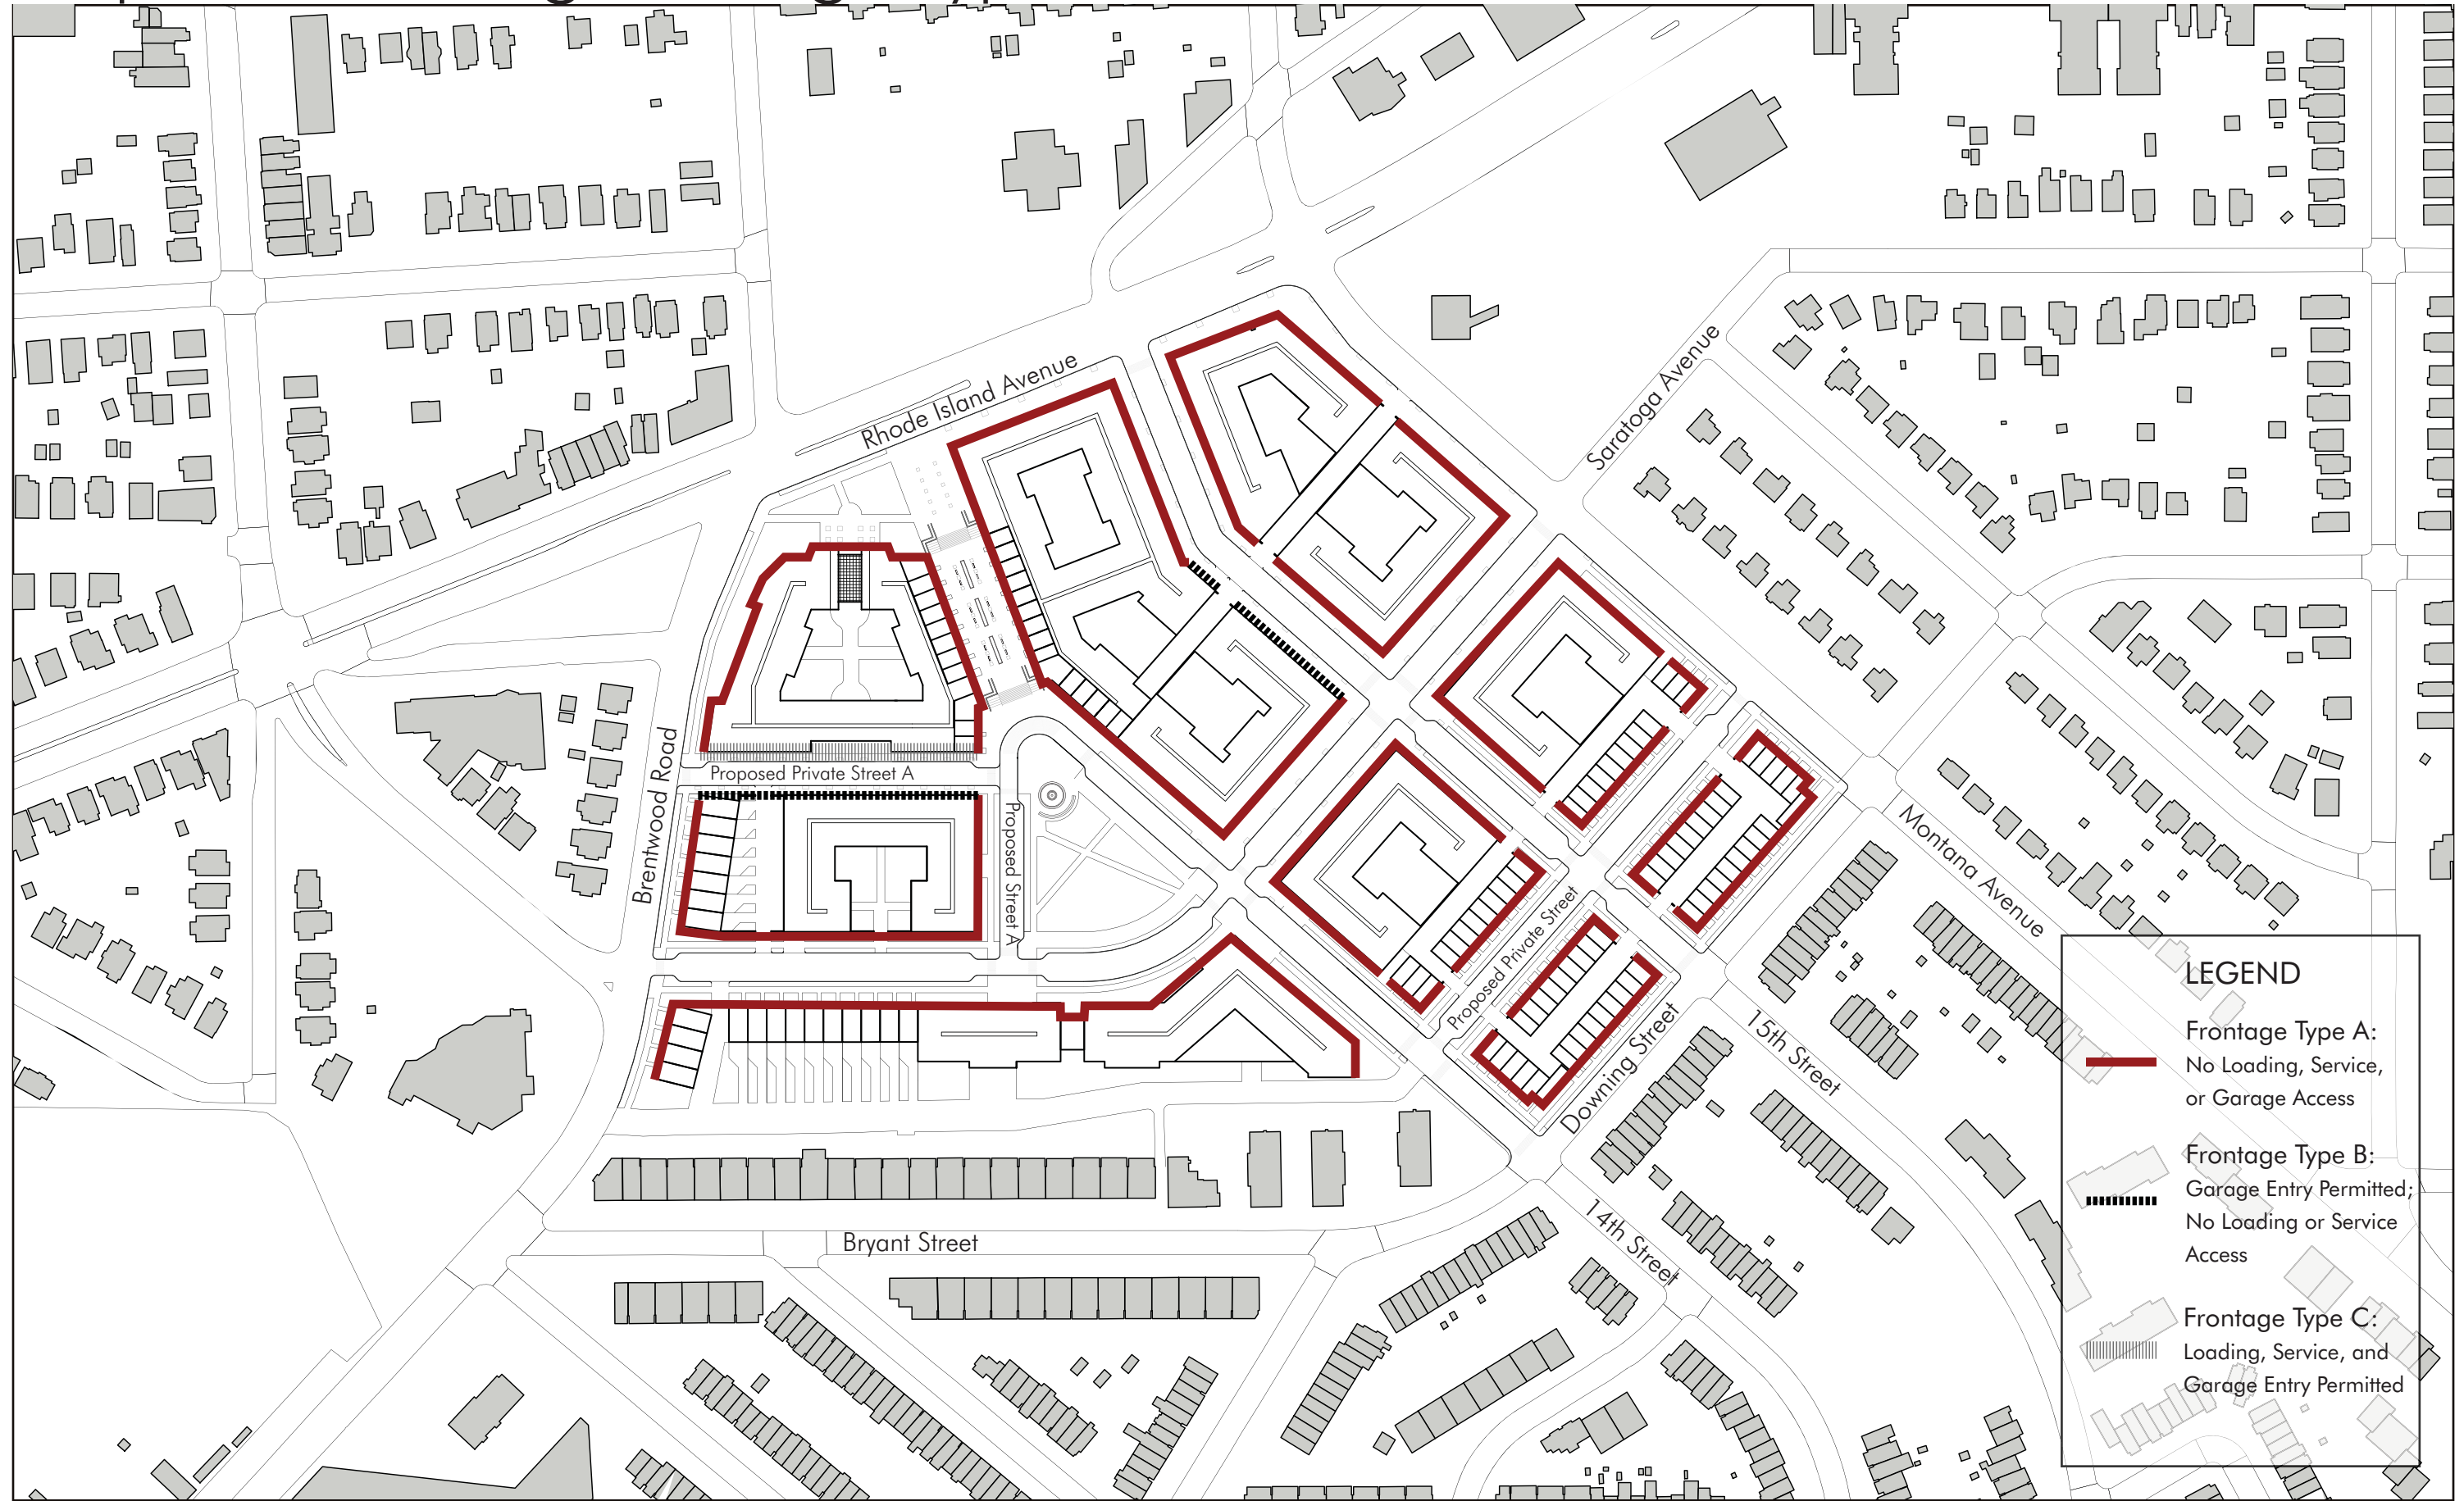 Rhode Island Avenue
Saratoga Avenue
Brentwood Road
Proposed Private Street A
Proposed Street A
Montana Avenue
Proposed Private Street
Downing Street
15th Street
14th Street
Bryant Street
LEGEND
Frontage Type A:
No Loading, Service,
or Garage Access
Frontage Type B:
Garage Entry Permitted;
No Loading or Service
Access
Frontage Type C:
Loading, Service, and
Garage Entry Permitted